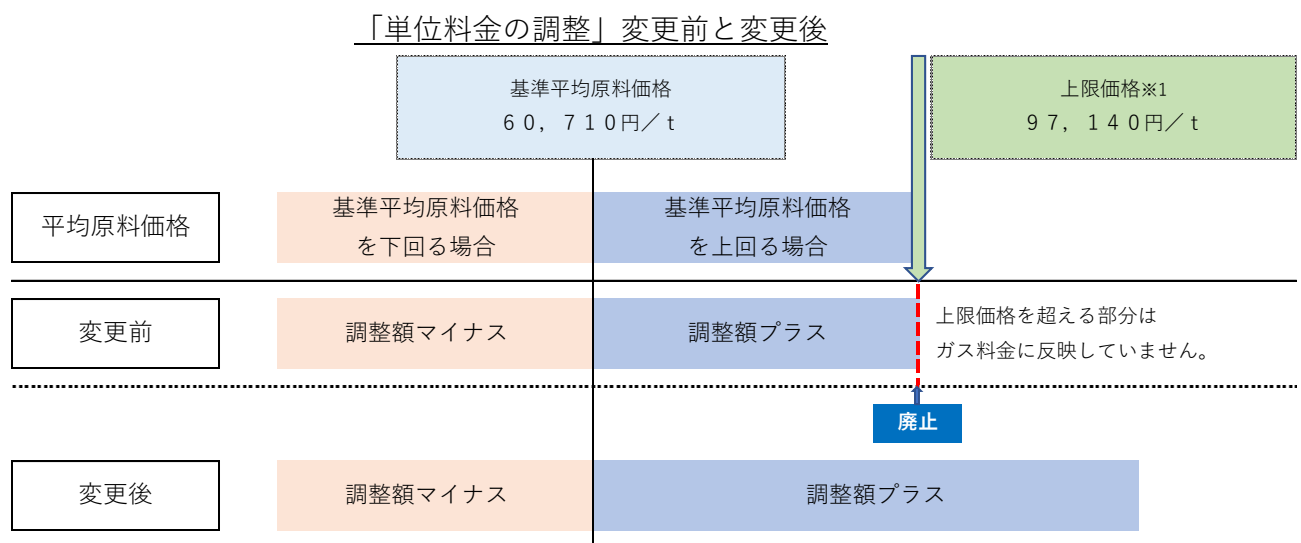 「単位料金の調整」変更前と変更後
基準平均原料価格
６０，７１０円／ｔ
上限価格※1
９７，１４０円／ｔ
平均原料価格
基準平均原料価格
を下回る場合
基準平均原料価格
を上回る場合
変更前
調整額マイナス
調整額プラス
上限価格を超える部分は
ガス料金に反映していません。
廃止
変更後
調整額マイナス
調整額プラス